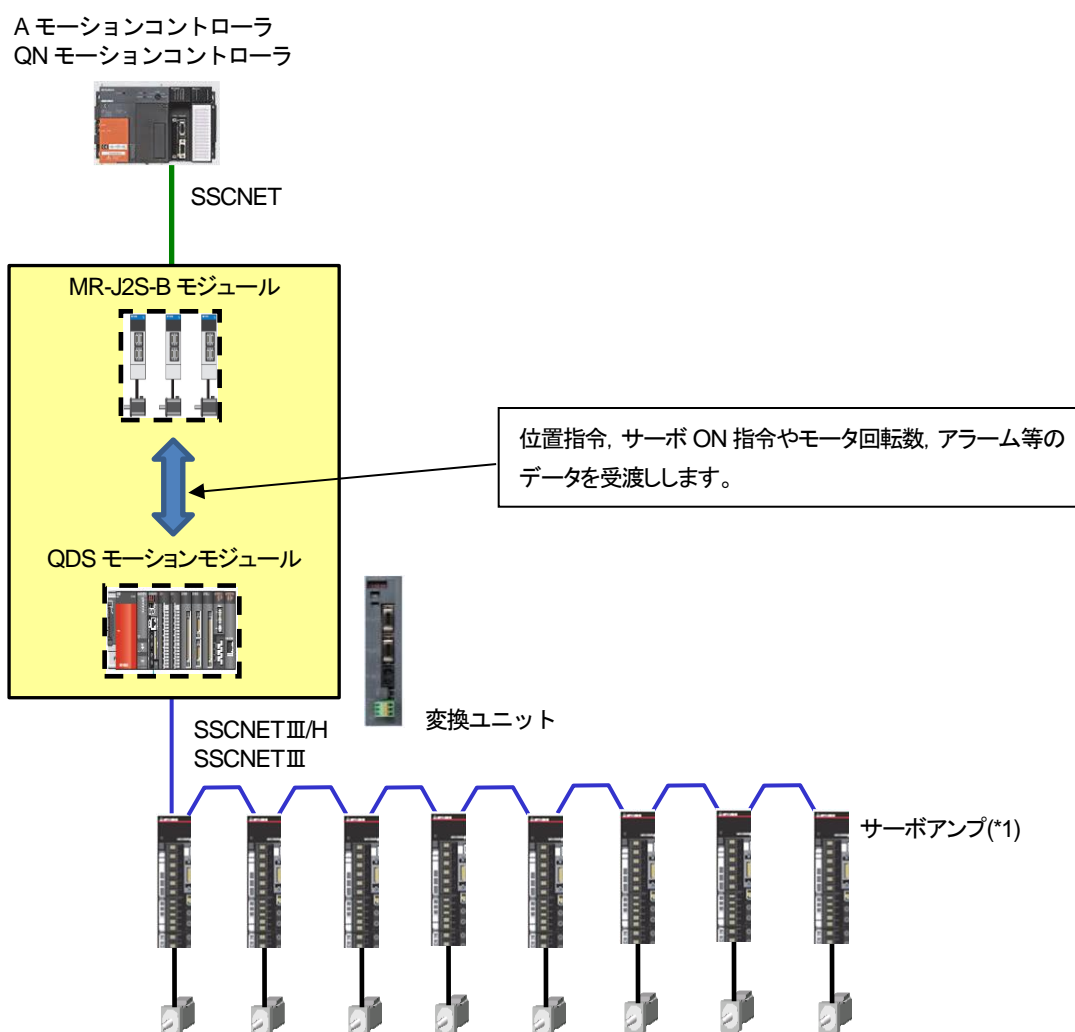 A モーションコントローラ
QN モーションコントローラ
SSCNET
MR-J2S-B モジュール
位置指令, サーボ ON 指令やモータ回転数, アラーム等の
データを受渡しします。
QDS モーションモジュール
変換ユニット
SSCNETⅢ/H
SSCNETⅢ
サーボアンプ(*1)